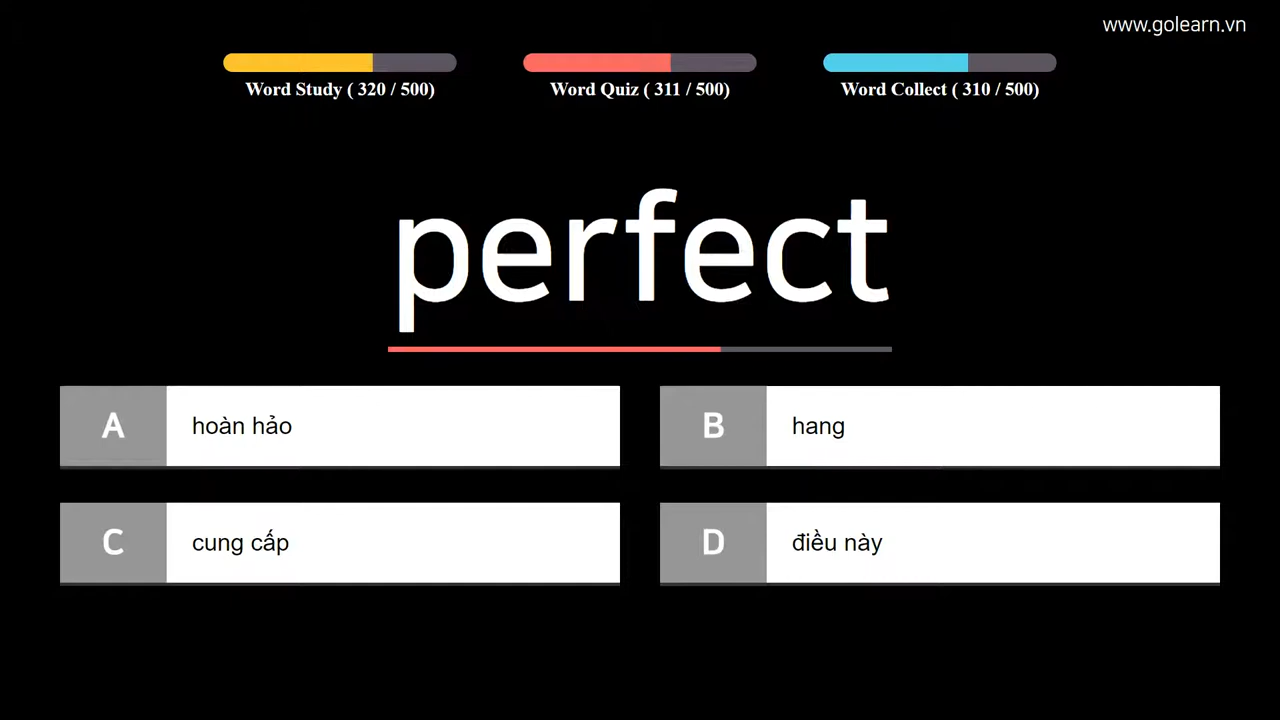 www.golearn.vn
Word Study ( 320 / 500)
Word Quiz ( 311 / 500)
Word Collect ( 310 / 500)
perfect
A hoàn hảo
B hang
C cung cấp
D điều này